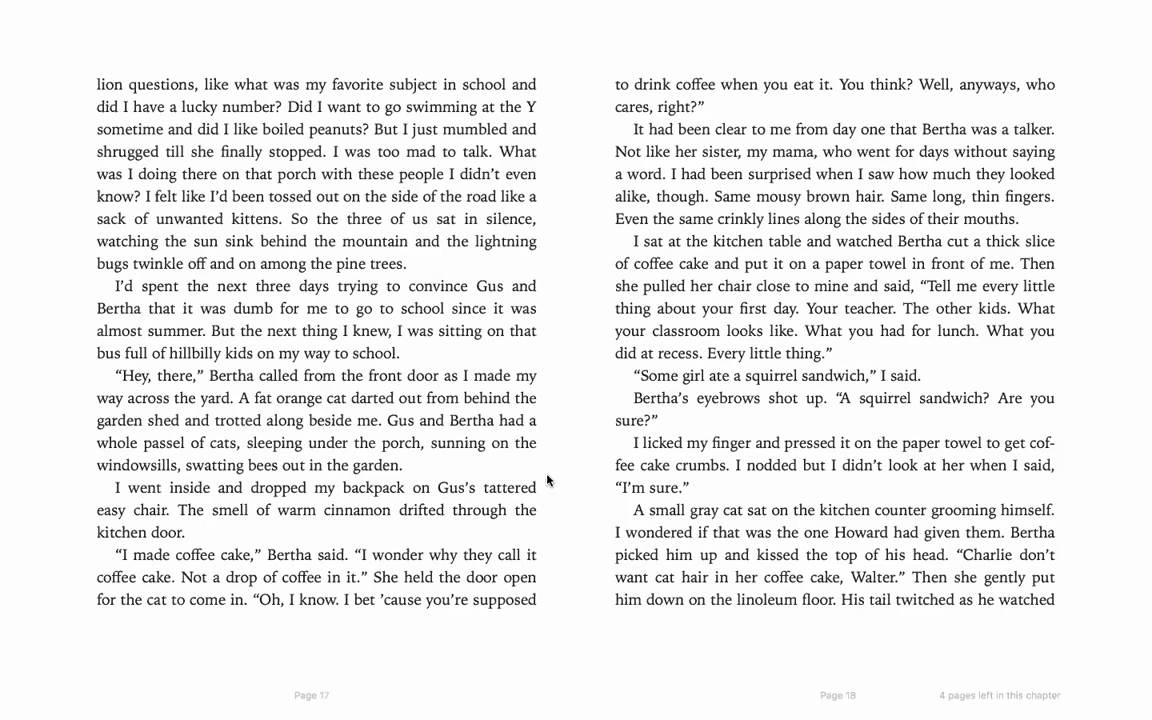 lion questions, like what was my favorite subject in school and
did I have a lucky number? Did I want to go swimming at the Y
sometime and did I like boiled peanuts? But I just mumbled and
shrugged till she finally stopped. I was too mad to talk. What
was I doing there on that porch with these people I didn’t even
know? I felt like I’d been tossed out on the side of the road like a
sack of unwanted kittens. So the three of us sat in silence,
watching the sun sink behind the mountain and the lightning
bugs twinkle off and on among the pine trees.
I’d spent the next three days trying to convince Gus and
Bertha that it was dumb for me to go to school since it was
almost summer. But the next thing I knew, I was sitting on that
bus full of hillbilly kids on my way to school.
“Hey, there,” Bertha called from the front door as I made my
way across the yard. A fat orange cat darted out from behind the
garden shed and trotted along beside me. Gus and Bertha had a
whole passel of cats, sleeping under the porch, sunning on the
windowsills, swatting bees out in the garden.
I went inside and dropped my backpack on Gus’s tattered
easy chair. The smell of warm cinnamon drifted through the
kitchen door.
“I made coffee cake,” Bertha said. “I wonder why they call it
coffee cake. Not a drop of coffee in it.” She held the door open
for the cat to come in. “Oh, I know. I bet ’cause you’re supposed
Page 17
to drink coffee when you eat it. You think? Well, anyways, who
cares, right?”
It had been clear to me from day one that Bertha was a talker.
Not like her sister, my mama, who went for days without saying
a word. I had been surprised when I saw how much they looked
alike, though. Same mousy brown hair. Same long, thin fingers.
Even the same crinkly lines along the sides of their mouths.
I sat at the kitchen table and watched Bertha cut a thick slice
of coffee cake and put it on a paper towel in front of me. Then
she pulled her chair close to mine and said, “Tell me every little
thing about your first day. Your teacher. The other kids. What
your classroom looks like. What you had for lunch. What you
did at recess. Every little thing.”
“Some girl ate a squirrel sandwich,” I said.
Bertha’s eyebrows shot up. “A squirrel sandwich? Are you
sure?”
I licked my finger and pressed it on the paper towel to get cof-
fee cake crumbs. I nodded but I didn’t look at her when I said,
“I’m sure.”
A small gray cat sat on the kitchen counter grooming himself.
I wondered if that was the one Howard had given them. Bertha
picked him up and kissed the top of his head. “Charlie don’t
want cat hair in her coffee cake, Walter.” Then she gently put
him down on the linoleum floor. His tail twitched as he watched
Page 18
4 pages left in this chapter